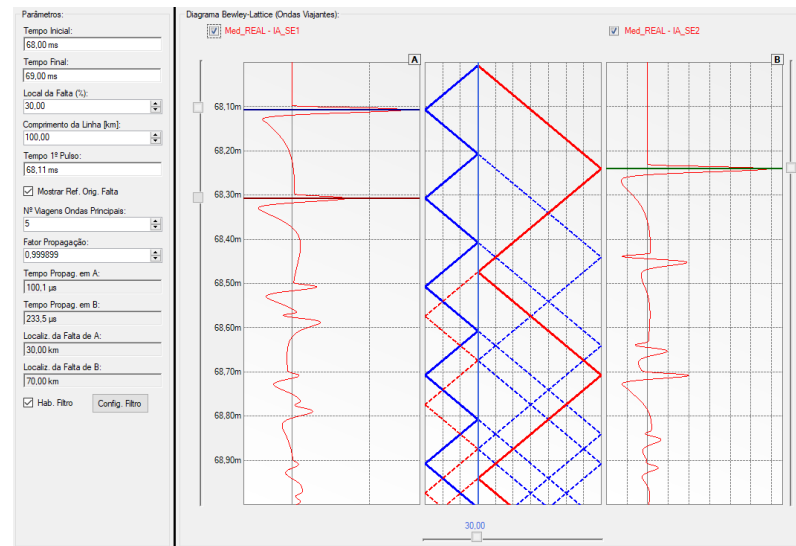 Parâmetros:
Tempo Inicial:
68,00 ms
Tempo Final:
69,00 ms
Local da Falta (%):
30,00
Comprimento da Linha [km]:
100,00
Tempo 1º Pulso:
68,11 ms
Mostrar Ref. Orig. Falta
Nº Viagens Ondas Principais:
5
Fator Propagação:
0,999899
Tempo Propag. em A:
100,1 µs
Tempo Propag. em B:
233,5 µs
Localiz. da Falta de A:
30,00 km
Localiz. da Falta de B:
70,00 km
Hab. Filtro
Config. Filtro
Diagrama Bewley-Lattice (Ondas Viajantes):
Med_REAL - IA_SE1
Med_REAL - IA_SE2
A
B
68,10m
68,20m
68,30m
68,40m
68,50m
68,60m
68,70m
68,80m
68,90m
30.00